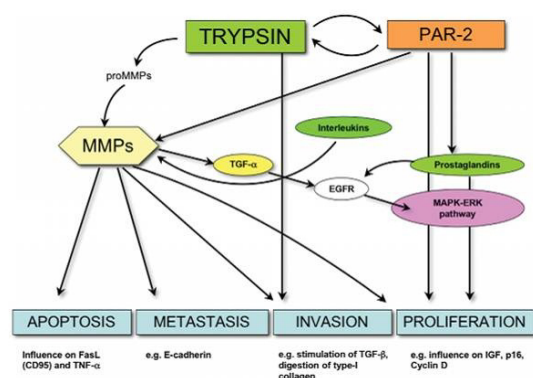 TRYPSIN
PAR-2
proMMPs
Interleukins
MMPs
TGF-α
Prostaglandins
EGFR
MAPK-ERK
pathway
APOPTOSIS
METASTASIS
INVASION
PROLIFERATION
Influence on FasL
(CD95) and TNF-α
e.g. E-cadherin
e.g. stimulation of TGF-β,
digestion of type-I
collagen
e.g. influence on IGF, p16,
Cyclin D